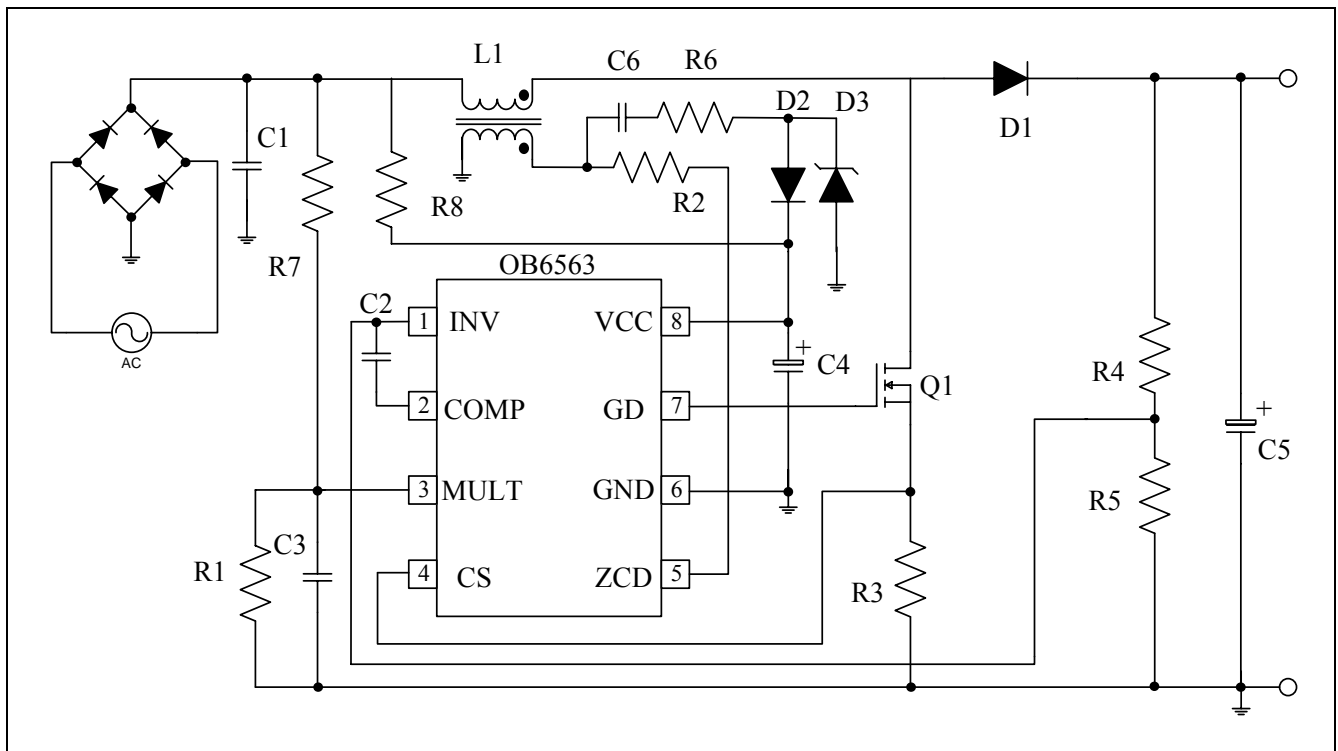 L1
C6
R6
D2
D3
D1
C1
R8
R2
R7
OB6563
C2
1
INV
VCC
8
+
C4
2
COMP
GD
7
Q1
R4
+
C5
3
MULT
GND
6
R5
C3
R1
4
CS
ZCD
5
R3
AC